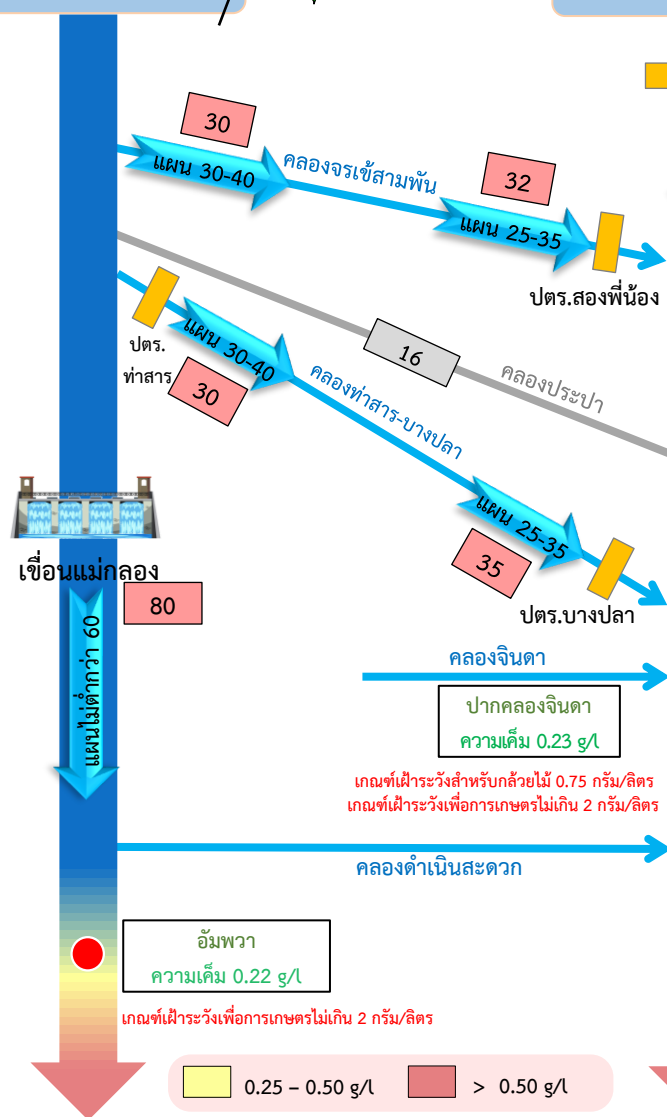 30
แผน 30-40
คลองจรเข้สามพัน
32
แผน 25-35
ปตร.สองพี่น้อง
ปตร.
ท่าสาร
แผน 30-40
30
16
คลองประปา
คลองท่าสาร-บางปลา
แผน 25-35
35
ปตร.บางปลา
เขื่อนแม่กลอง
80
แผนไม่ต่ำกว่า 60
คลองจินดา
ปากคลองจินดา
ความเค็ม 0.23 g/l
เกณฑ์เฝ้าระวังสำหรับกล้วยไม้ 0.75 กรัม/ลิตร
เกณฑ์เฝ้าระวังเพื่อการเกษตรไม่เกิน 2 กรัม/ลิตร
คลองดำเนินสะดวก
อัมพวา
ความเค็ม 0.22 g/l
เกณฑ์เฝ้าระวังเพื่อการเกษตรไม่เกิน 2 กรัม/ลิตร
0.25 – 0.50 g/l
> 0.50 g/l